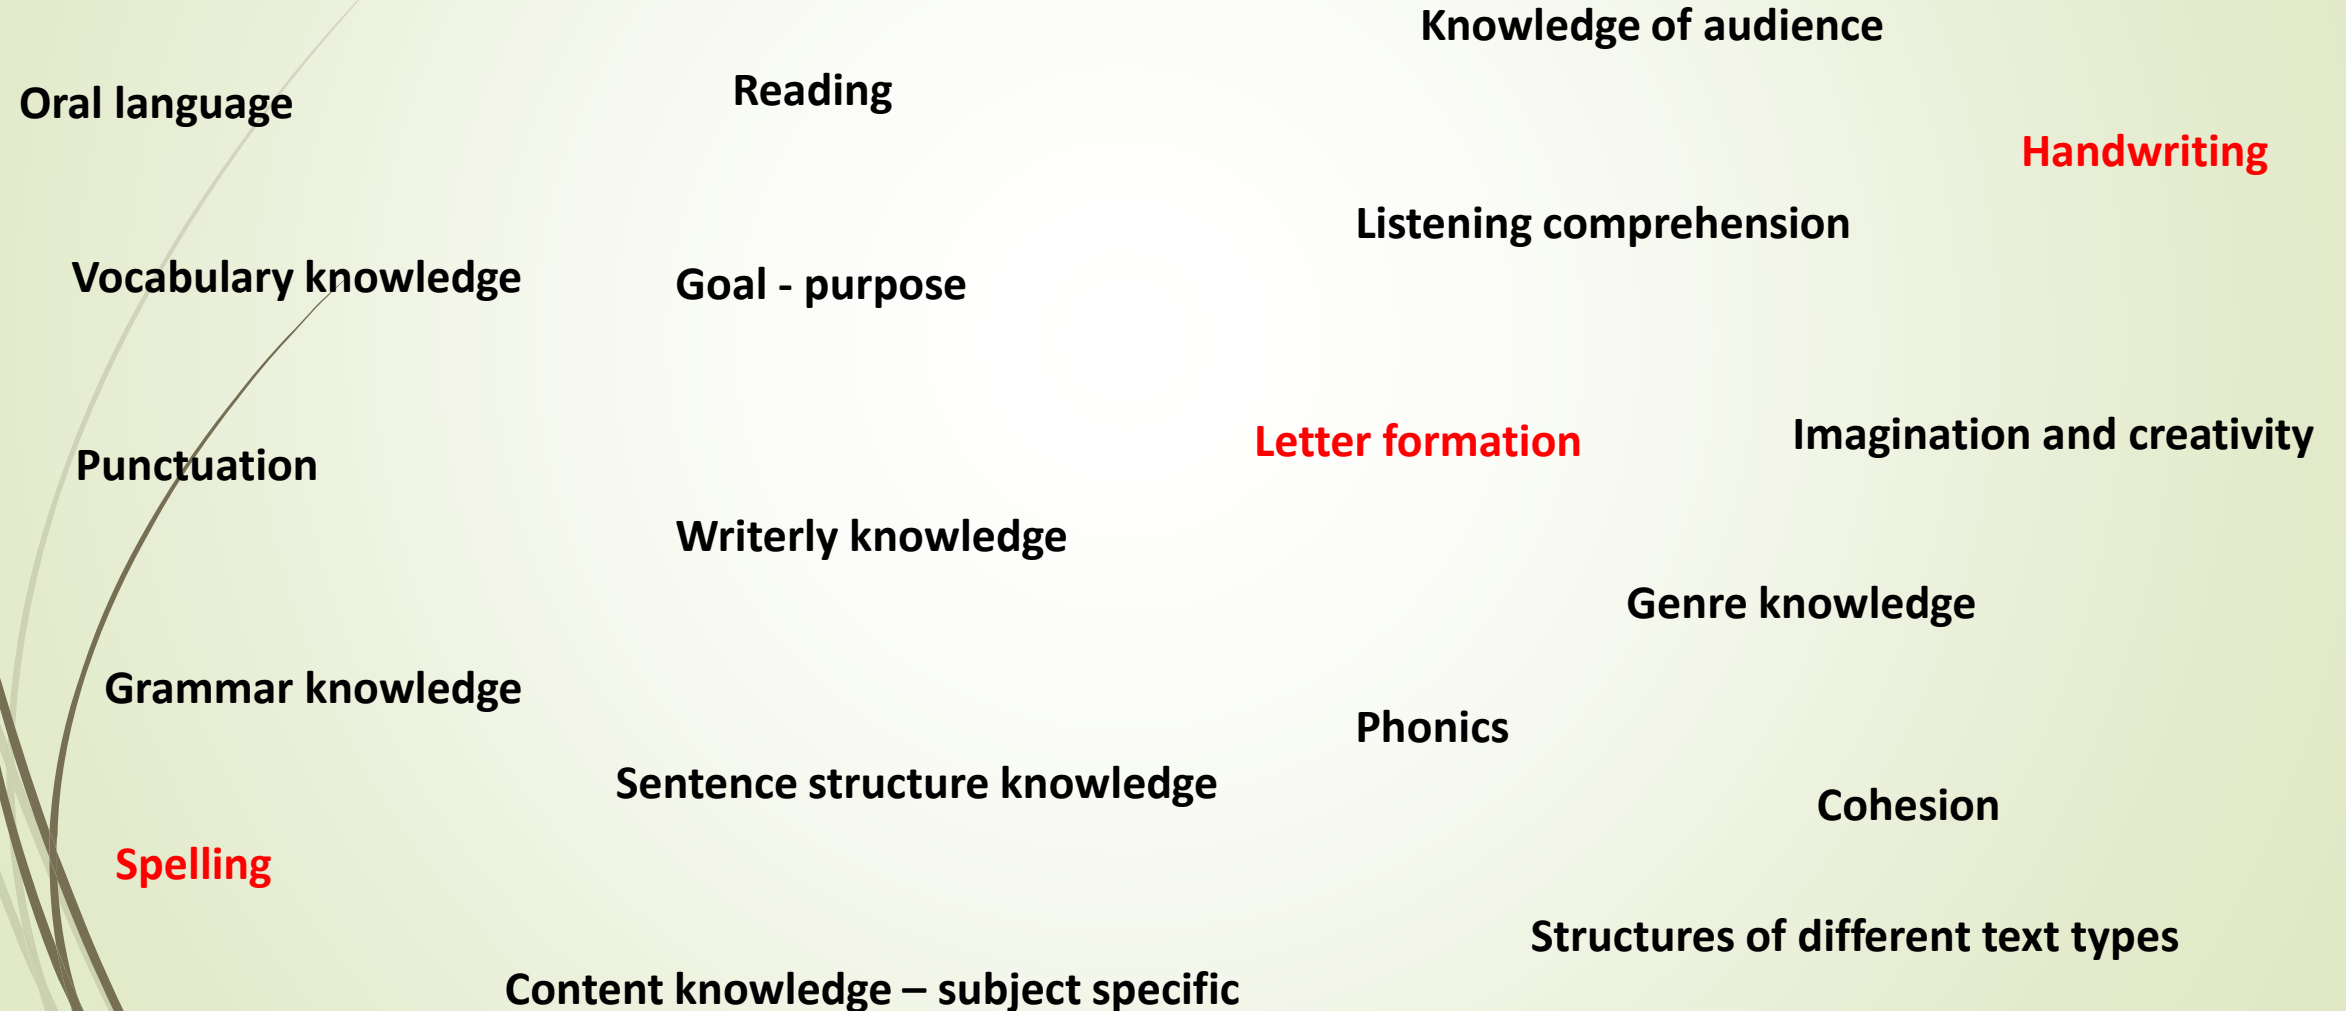 Knowledge of audience
Reading
Oral language
Handwriting
Listening comprehension
Vocabulary knowledge
Goal - purpose
Imagination and creativity
Letter formation
Punctuation
Writerly knowledge
Genre knowledge
Grammar knowledge
Phonics
Sentence structure knowledge
Cohesion
Spelling
Structures of different text types
Content knowledge – subject specific